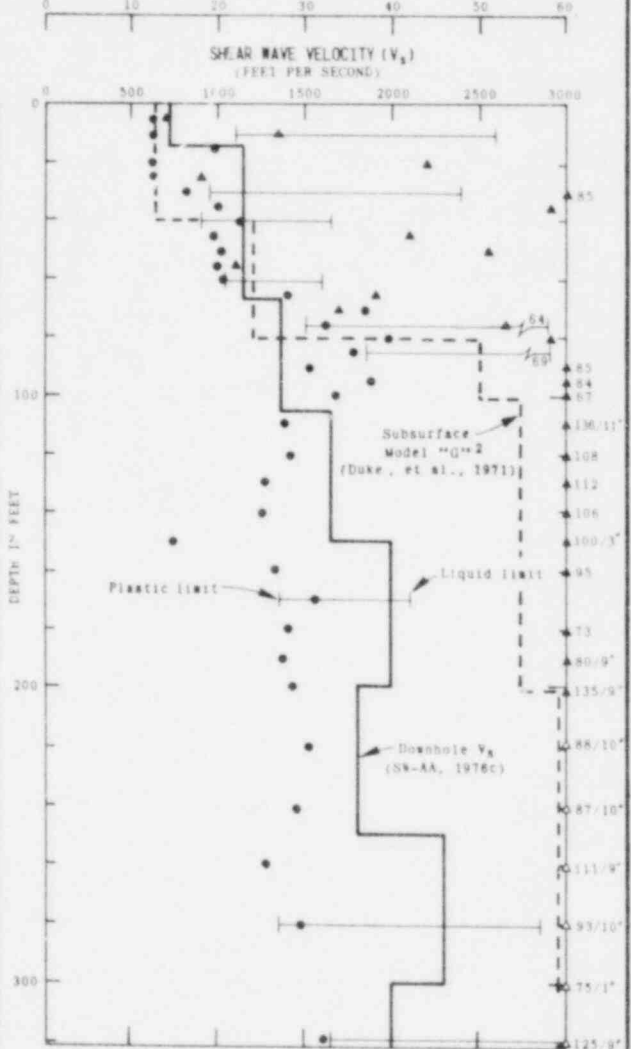 0 10 20 30 40 50 60
SHEAR WAVE VELOCITY (Vs)
(FEET PER SECOND)
0 500 1000 1500 2000 2500 3000
85
64
69
85
84
67
100
136/11"
Subsurface
Model "G"2
(Duke, et al., 1971)
108
112
106
100/3"
DEPTH IN FEET
Plastic limit
Liquid limit
95
73
80/9"
200
135/9"
Downhole Vs
(SW-AA, 1976c)
88/10"
87/10"
111/9"
93/10"
300
75/1"
125/9"